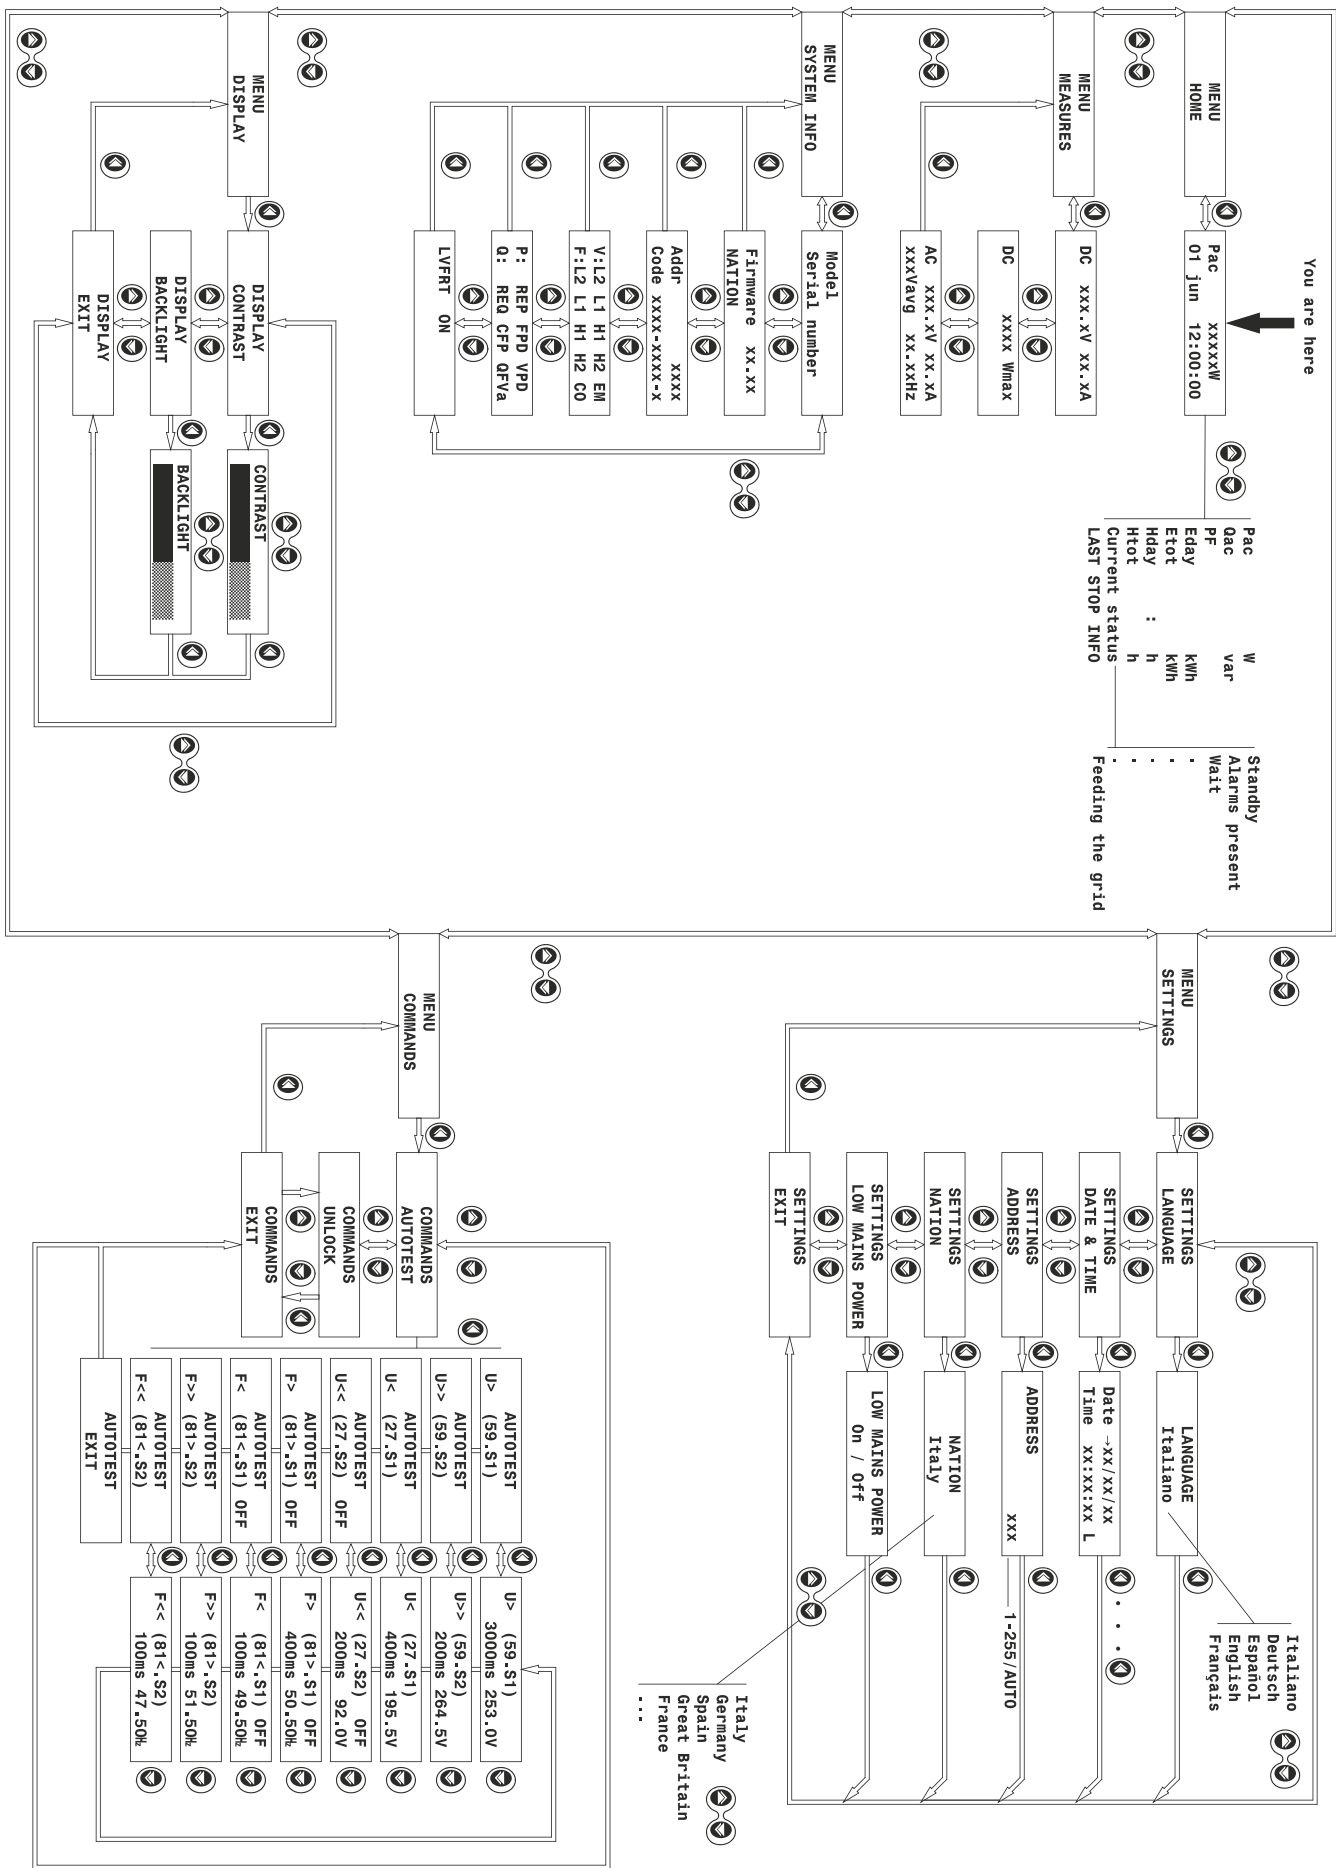 You are here
MENU
HOME
Pac xxxxxW
01 jun 12:00:00
Pac W
Qac var
PF
Eday kWh
Etot kWh
Hday : h
Htot h
Current status
LAST STOP INFO
Standby
Alarms present
Wait
.
.
.
.
.
Feeding the grid
MENU
MEASURES
DC xxx.xV xx.xA
DC xxxx Wmax
AC xxx.xV xx.xA
xxxVavg xx.xxHz
MENU
SYSTEM INFO
Model
Serial number
Firmware xx.xx
NATION
Addr xxxx
Code xxxx-xxxx-x
V:L2 L1 H1 H2 EM
F:L2 L1 H1 H2 CO
P: REP FPD VPD
Q: REQ CFP QFVa
LVFRT ON
MENU
DISPLAY
DISPLAY
CONTRAST
CONTRAST
DISPLAY
BACKLIGHT
BACKLIGHT
DISPLAY
EXIT
MENU
SETTINGS
SETTINGS
LANGUAGE
LANGUAGE
Italiano
Italiano
Deutsch
Español
English
Français
SETTINGS
DATE & TIME
Date →xx/xx/xx
Time xx:xx:xx L
. . .
SETTINGS
ADDRESS
ADDRESS
xxx
1-255/AUTO
SETTINGS
NATION
NATION
Italy
Italy
Germany
Spain
Great Britain
France
...
SETTINGS
LOW MAINS POWER
LOW MAINS POWER
On / Off
SETTINGS
EXIT
MENU
COMMANDS
COMMANDS
AUTOTEST
COMMANDS
UNLOCK
COMMANDS
EXIT
AUTOTEST
U> (59.S1)
U> (59.S1)
3000ms 253.0V
AUTOTEST
U>> (59.S2)
U>> (59.S2)
200ms 264.5V
AUTOTEST
U< (27.S1)
U< (27.S1)
400ms 195.5V
AUTOTEST
U<< (27.S2) OFF
U<< (27.S2) OFF
200ms 92.0V
AUTOTEST
F> (81>.S1) OFF
F> (81>.S1) OFF
400ms 50.50Hz
AUTOTEST
F< (81<.S1) OFF
F< (81<.S1) OFF
100ms 49.50Hz
AUTOTEST
F>> (81>.S2)
F>> (81>.S2)
100ms 51.50Hz
AUTOTEST
F<< (81<.S2)
F<< (81<.S2)
100ms 47.50Hz
AUTOTEST
EXIT